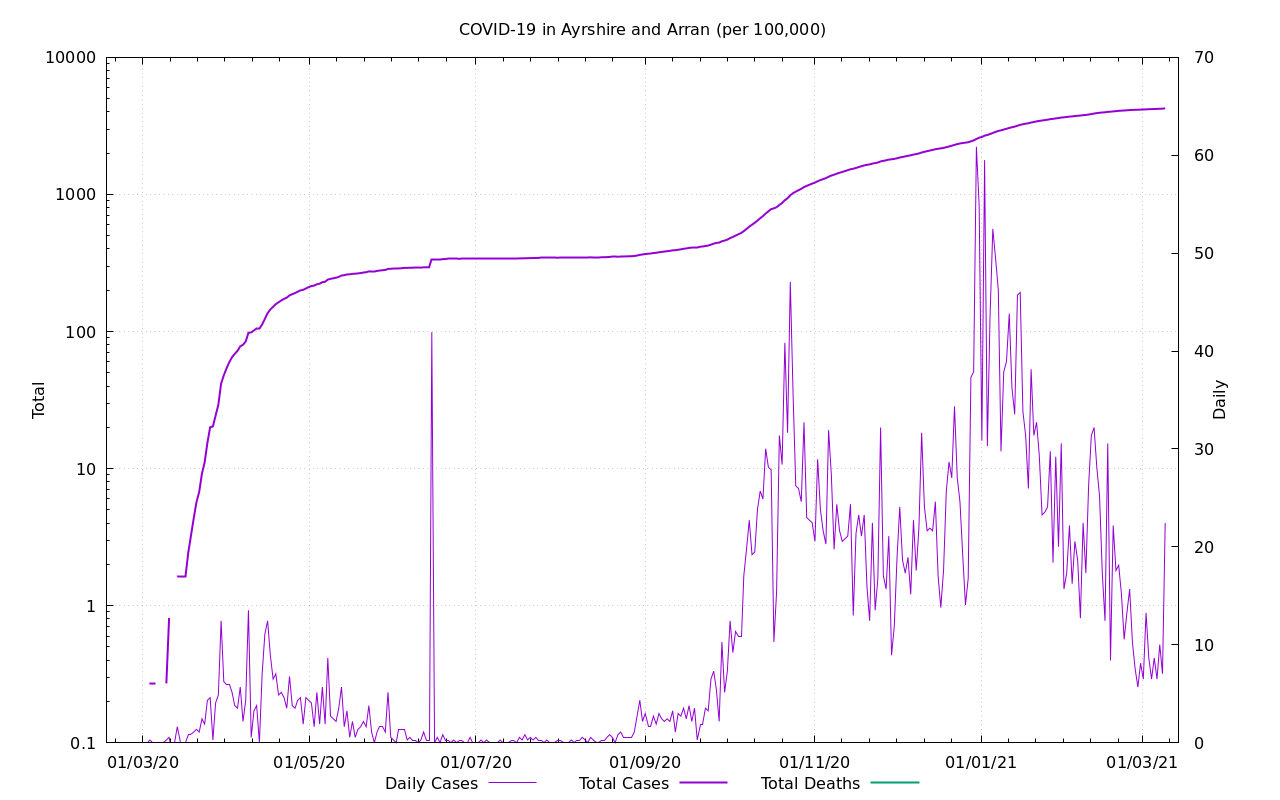 COVID-19 in Ayrshire and Arran (per 100,000)
10000
1000
100
10
1
0.1
Total
70
60
50
40
30
20
10
0
Daily
01/03/20 01/05/20 01/07/20 01/09/20 01/11/20 01/01/21 01/03/21
Daily Cases Total Cases Total Deaths